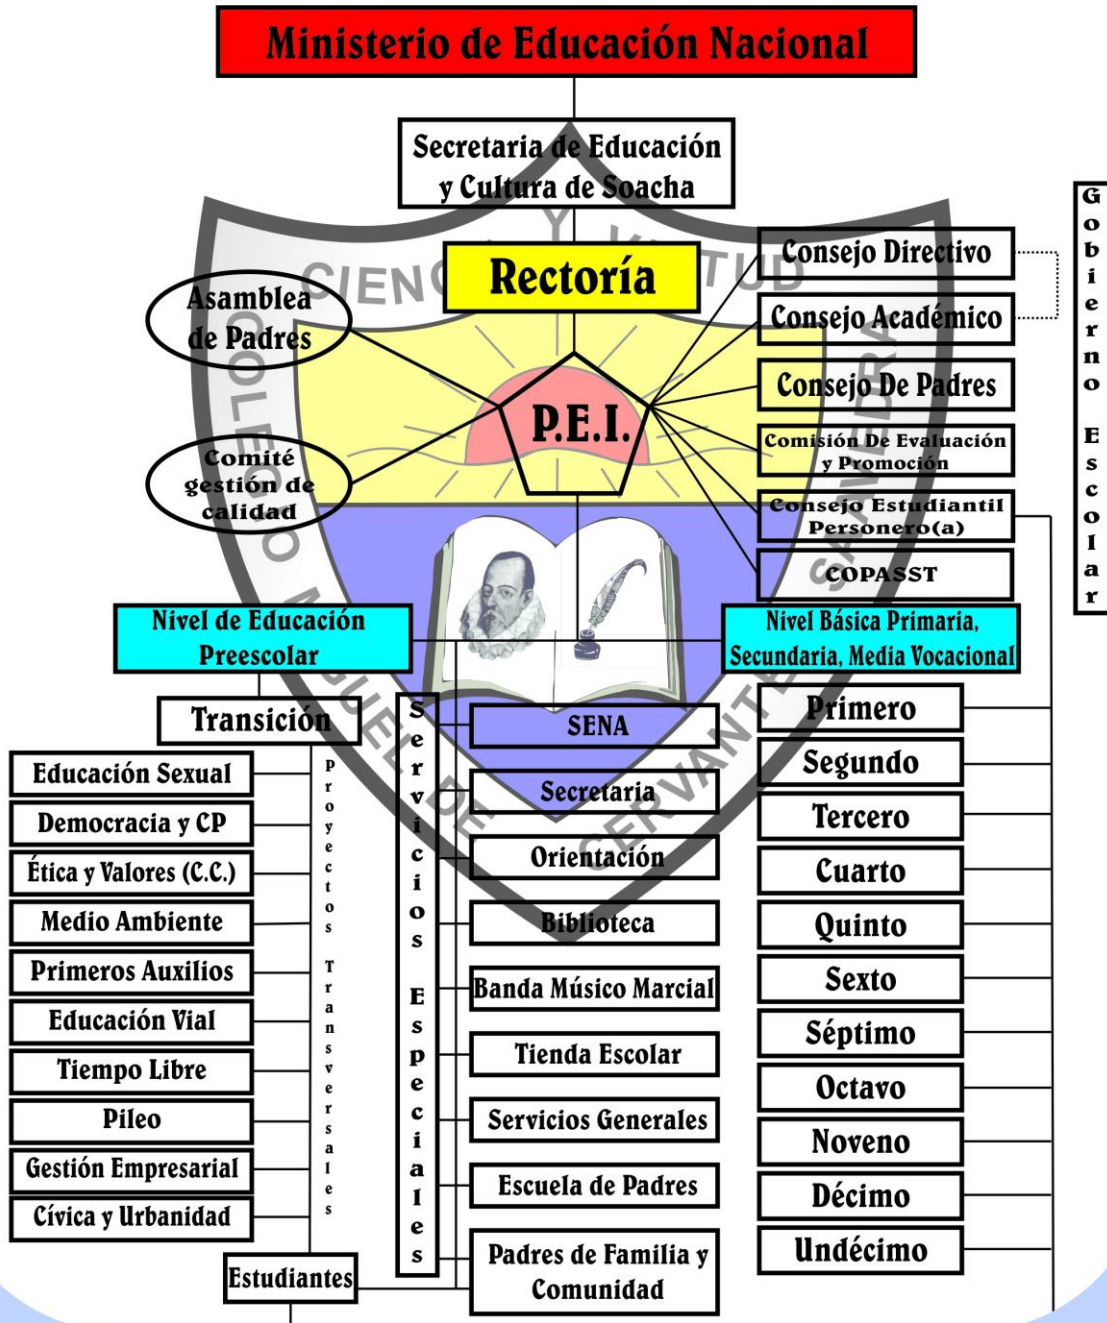 Ministerio de Educación Nacional
Secretaria de Educación
y Cultura de Soacha
Rectoría
Asamblea
de Padres
Comité
gestión de
calidad
P.E.I.
Consejo Directivo
Consejo Académico
Consejo De Padres
Comisión De Evaluación
y Promoción
Consejo Estudiantil
Personero(a)
COPASST
Gobierno Escolar
CIENCIA Y VIRTUD
COLEGIO MIGUEL DE CERVANTES SAAVEDRA
Nivel de Educación
Preescolar
Nivel Básica Primaria,
Secundaria, Media Vocacional
Transición
Educación Sexual
Democracia y CP
Ética y Valores (C.C.)
Medio Ambiente
Primeros Auxilios
Educación Vial
Tiempo Libre
Pileo
Gestión Empresarial
Cívica y Urbanidad
Proyectos Transversales
Estudiantes
Servicios Especiales
SENA
Secretaria
Orientación
Biblioteca
Banda Músico Marcial
Tienda Escolar
Servicios Generales
Escuela de Padres
Padres de Familia y
Comunidad
Primero
Segundo
Tercero
Cuarto
Quinto
Sexto
Séptimo
Octavo
Noveno
Décimo
Undécimo